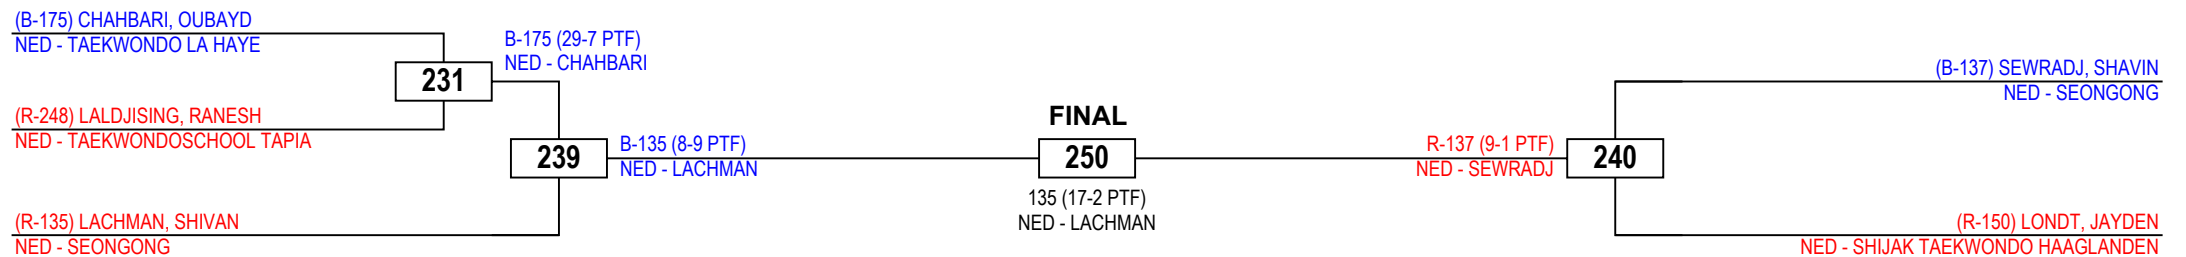 (B-175) CHAHBARI, OUBAYD
NED - TAEKWONDO LA HAYE
231
(R-248) LALDJISING, RANESH
NED - TAEKWONDOSCHOOL TAPIA
B-175 (29-7 PTF)
NED - CHAHBARI
239
(R-135) LACHMAN, SHIVAN
NED - SEONGONG
B-135 (8-9 PTF)
NED - LACHMAN
FINAL
250
135 (17-2 PTF)
NED - LACHMAN
R-137 (9-1 PTF)
NED - SEWRADJ
240
(B-137) SEWRADJ, SHAVIN
NED - SEONGONG
(R-150) LONDT, JAYDEN
NED - SHIJAK TAEKWONDO HAAGLANDEN